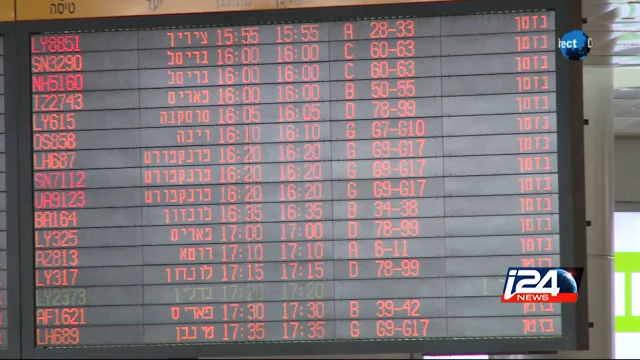 טיסה יעד
LY8851 ציריך 15:55 15:55 A 28-33 בזמן
SN3290 בריסל 16:00 16:00 C 60-63 בזמן
NH5160 בריסל 16:00 16:00 C 60-63 בזמן
IZ2743 פאריס 16:00 16:00 B 50-55 בזמן
LY615 מוסקבה 16:05 16:05 D 78-99 בזמן
OS858 וינה 16:10 16:10 G G7-G10 בזמן
LH687 פרנקפורט 16:20 16:20 G G9-G17 בזמן
SN7112 פרנקפורט 16:20 16:20 G G9-G17 בזמן
UA9123 פרנקפורט 16:20 16:20 G G9-G17 בזמן
BA164 לונדון 16:35 16:35 B 34-38 בזמן
LY325 פאריס 17:00 17:00 D 78-99 בזמן
AZ813 רומא 17:10 17:10 A 6-11 בזמן
LY317 לונדון 17:15 17:15 D 78-99
LY2373 ברלין 17:20 17:20
AF1621 פאריס 17:30 17:30 B 39-42 בזמן
LH689 מינכן 17:35 17:35 G G9-G17 בזמן
i24
NEWS